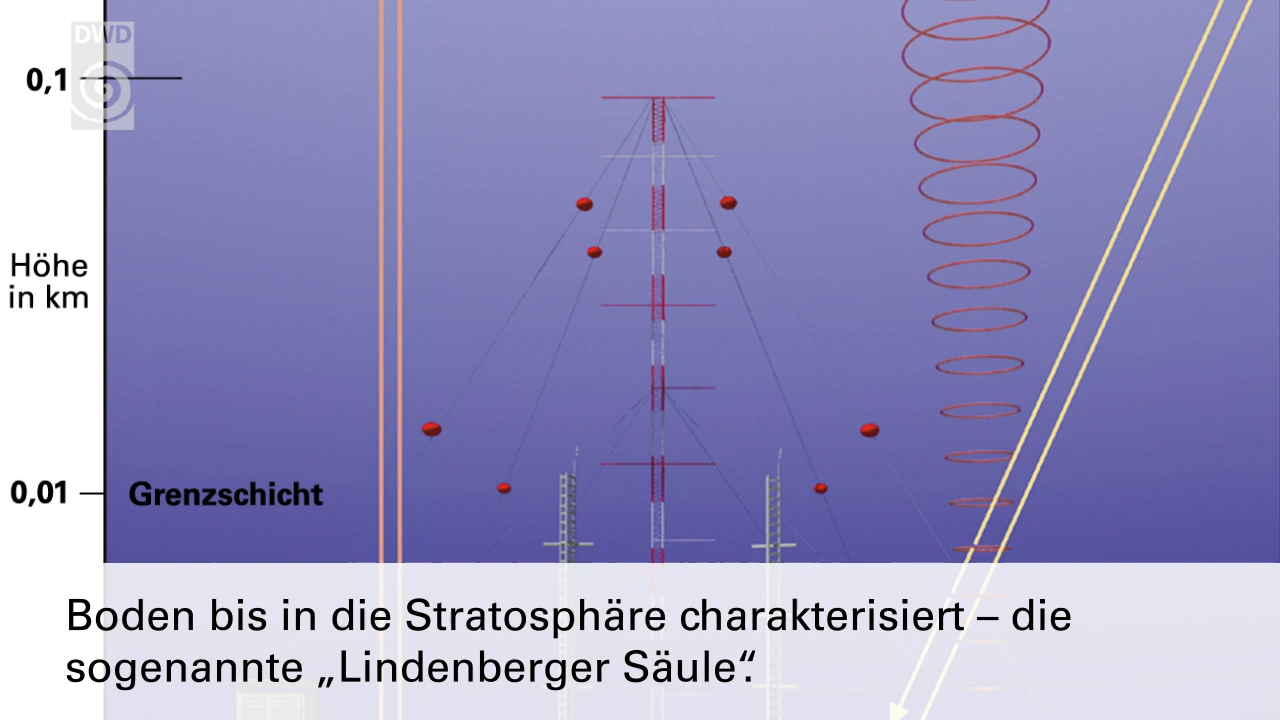 DWD
0,1
Höhe
in km
0,01
Grenzschicht
Boden bis in die Stratosphäre charakterisiert – die
sogenannte „Lindenberger Säule“.